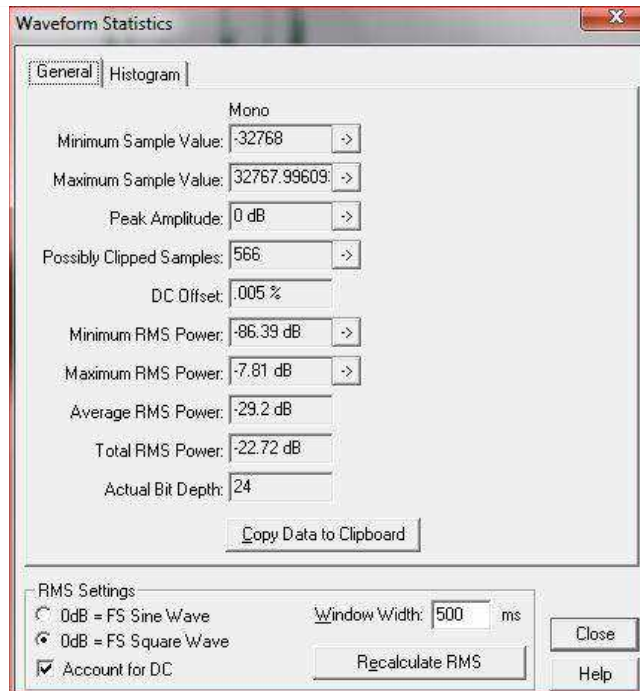 Waveform Statistics
General Histogram
Mono
Minimum Sample Value: -32768 ->
Maximum Sample Value: 32767.99609 ->
Peak Amplitude: 0 dB ->
Possibly Clipped Samples: 566 ->
DC Offset: .005 %
Minimum RMS Power: -86.39 dB ->
Maximum RMS Power: -7.81 dB ->
Average RMS Power: -29.2 dB
Total RMS Power: -22.72 dB
Actual Bit Depth: 24
Copy Data to Clipboard
RMS Settings
0dB = FS Sine Wave Window Width: 500 ms
0dB = FS Square Wave
Account for DC Recalculate RMS
Close
Help